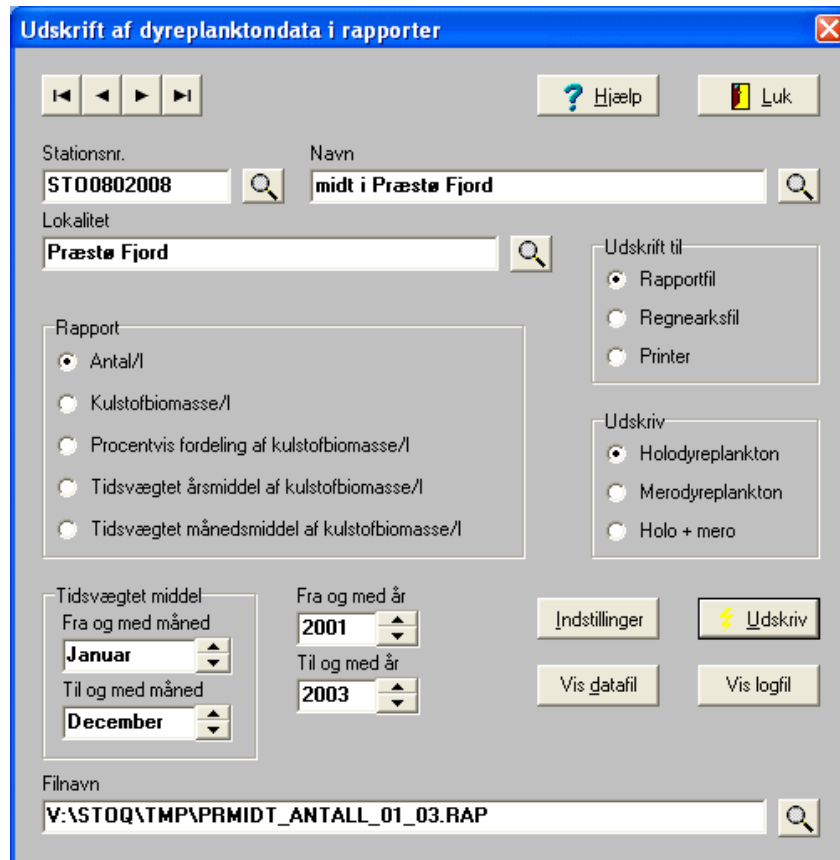 Udskrift af dyreplanktondata i rapporter
Hjælp
Luk
Stationsnr.
Navn
STO0802008
midt i Præstø Fjord
Lokalitet
Præstø Fjord
Udskrift til
Rapportfil
Regnearksfil
Printer
Rapport
Antal/l
Kulstofbiomasse/l
Procentvis fordeling af kulstofbiomasse/l
Tidsvægtet årsmiddel af kulstofbiomasse/l
Tidsvægtet månedsmiddel af kulstofbiomasse/l
Udskriv
Holodyreplankton
Merodyreplankton
Holo + mero
Tidsvægtet middel
Fra og med måned
Januar
Til og med måned
December
Fra og med år
2001
Til og med år
2003
Indstillinger
Udskriv
Vis datafil
Vis logfil
Filnavn
V:\STOQ\TMP\PRMIDT_ANTALL_01_03.RAP